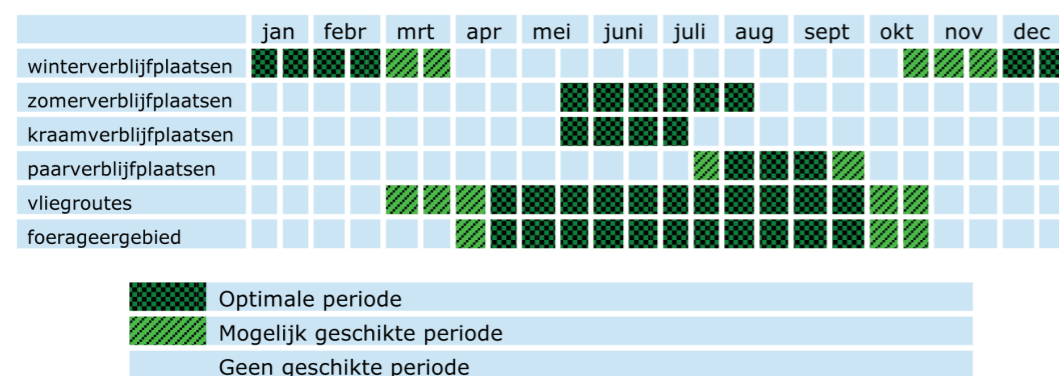 jan febr mrt apr mei juni juli aug sept okt nov dec
winterverblijfplaatsen
zomerverblijfplaatsen
kraamverblijfplaatsen
paarverblijfplaatsen
vliegroutes
foerageergebied
Optimale periode
Mogelijk geschikte periode
Geen geschikte periode